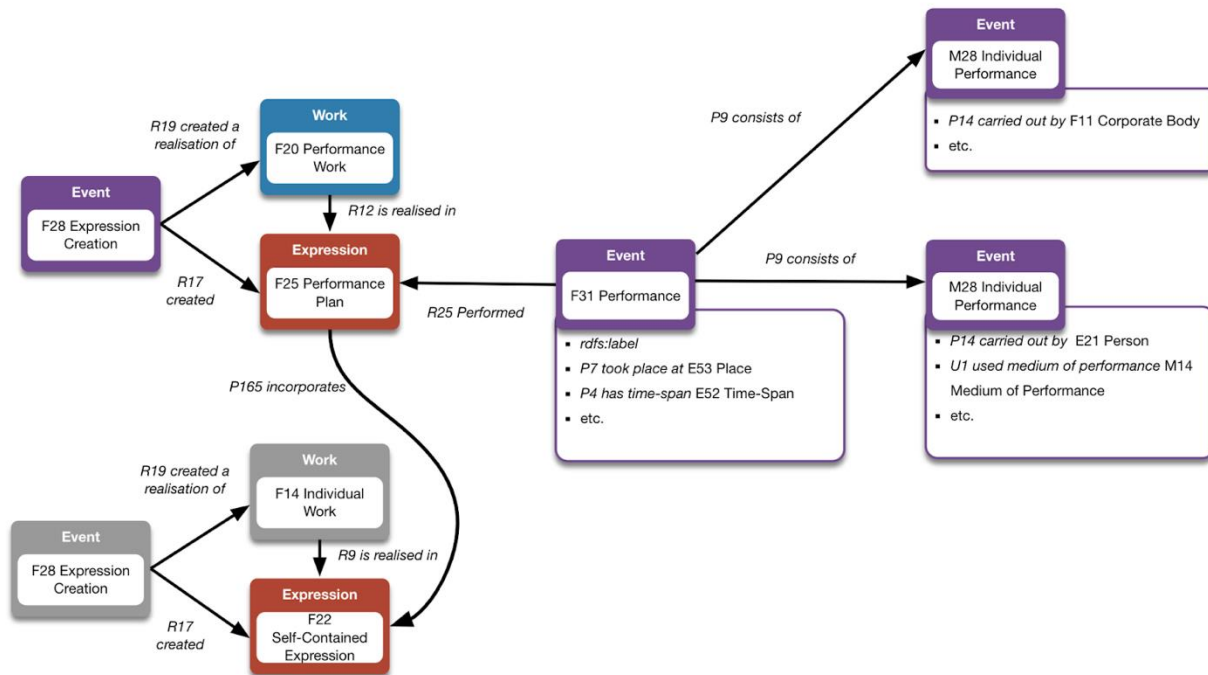 Event
M28 Individual
Performance
P9 consists of
▪ P14 carried out by F11 Corporate Body
▪ etc.
R19 created a
realisation of
Work
F20 Performance
Work
Event
F28 Expression
Creation
R12 is realised in
R17
created
Expression
F25 Performance
Plan
R25 Performed
Event
F31 Performance
▪ rdfs:label
▪ P7 took place at E53 Place
▪ P4 has time-span E52 Time-Span
▪ etc.
P9 consists of
Event
M28 Individual
Performance
▪ P14 carried out by E21 Person
▪ U1 used medium of performance M14
Medium of Performance
▪ etc.
P165 incorporates
R19 created a
realisation of
Work
F14 Individual
Work
Event
F28 Expression
Creation
R9 is realised in
R17
created
Expression
F22
Self-Contained
Expression